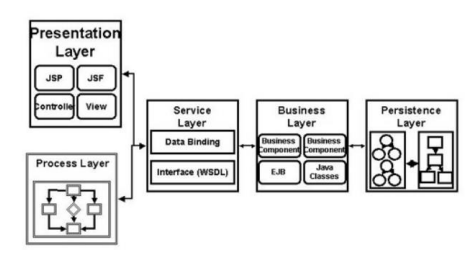 Presentation
Layer
JSP
JSF
Controlle
View
Process Layer
Service
Layer
Data Binding
Interface (WSDL)
Business
Layer
Business
Component
Business
Component
EJB
Java
Classes
Persistence
Layer